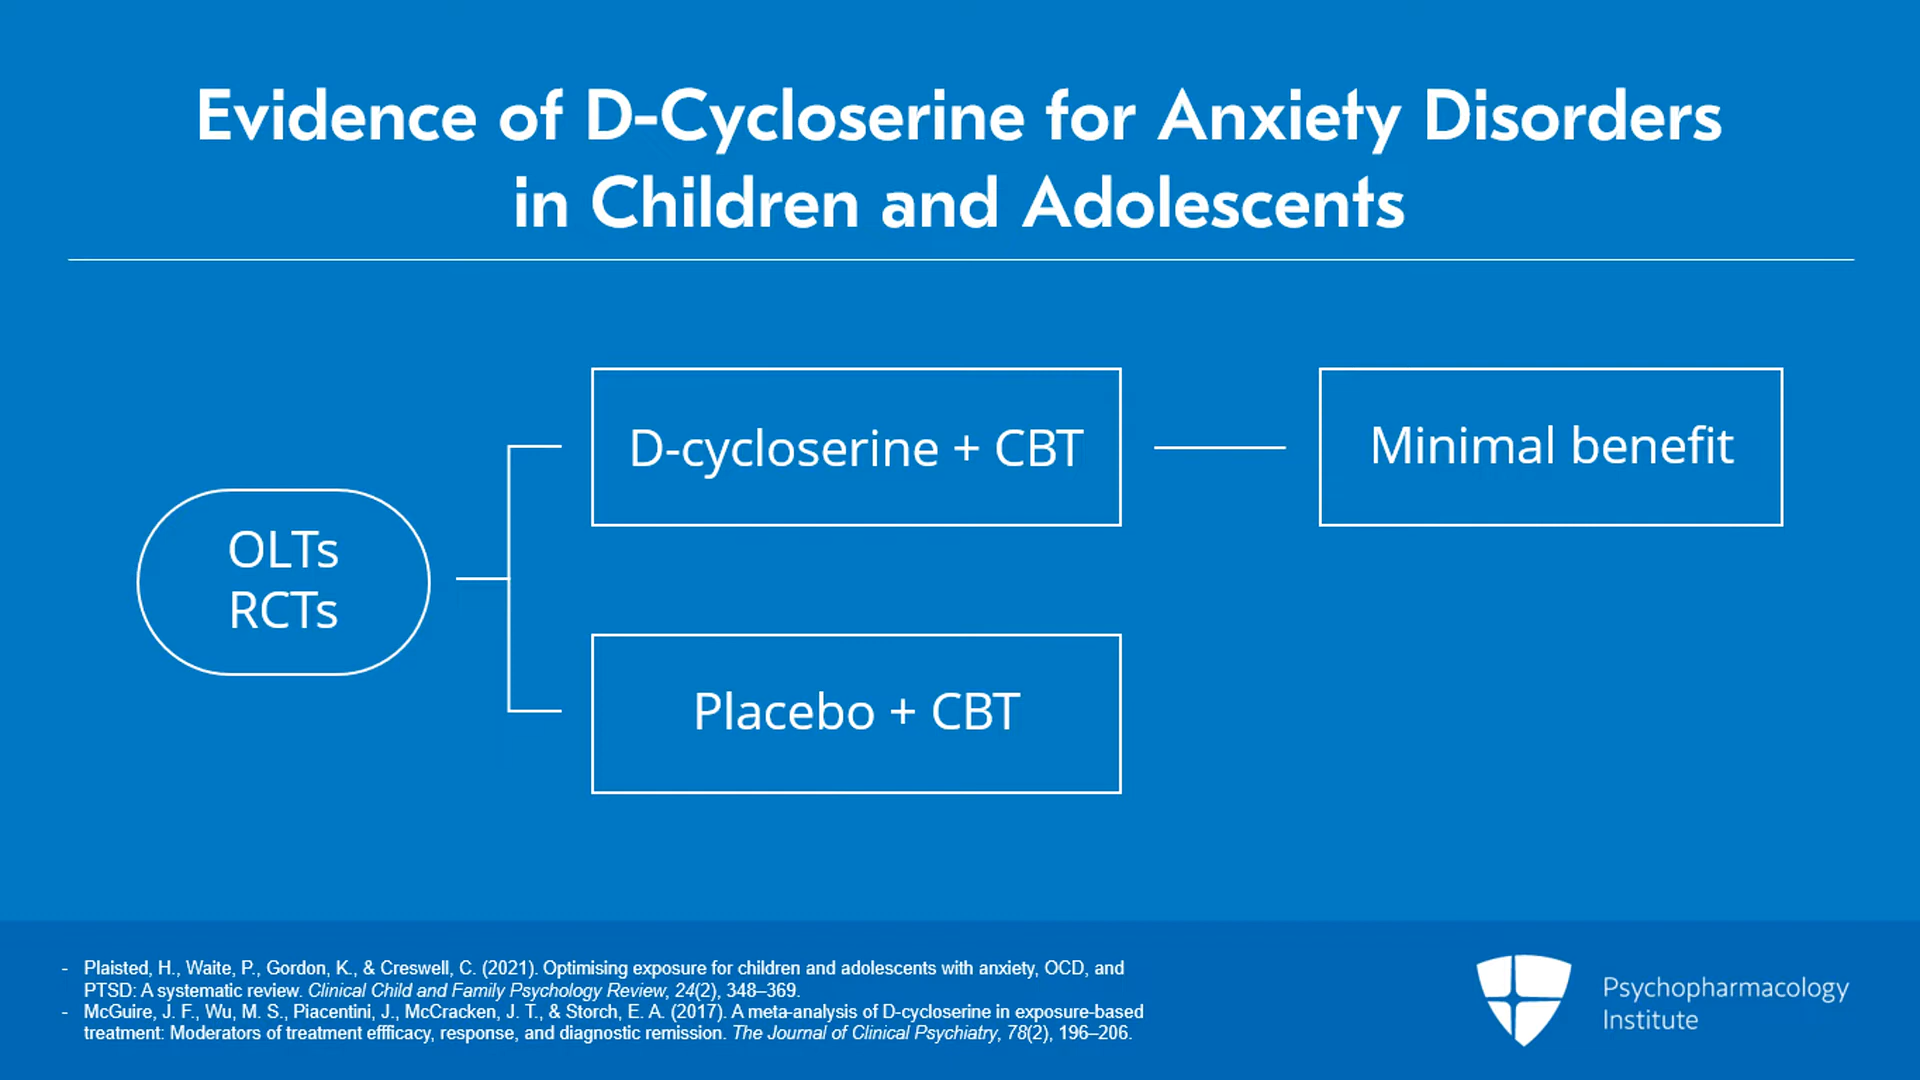 Evidence of D-Cycloserine for Anxiety Disorders
in Children and Adolescents
OLTs
RCTs
D-cycloserine + CBT
Minimal benefit
Placebo + CBT
- Plaisted, H., Waite, P., Gordon, K., & Creswell, C. (2021). Optimising exposure for children and adolescents with anxiety, OCD, and
PTSD: A systematic review. Clinical Child and Family Psychology Review, 24(2), 348–369.
- McGuire, J. F., Wu, M. S., Piacentini, J., McCracken, J. T., & Storch, E. A. (2017). A meta-analysis of D-cycloserine in exposure-based
treatment: Moderators of treatment effficacy, response, and diagnostic remission. The Journal of Clinical Psychiatry, 78(2), 196–206.
Psychopharmacology
Institute